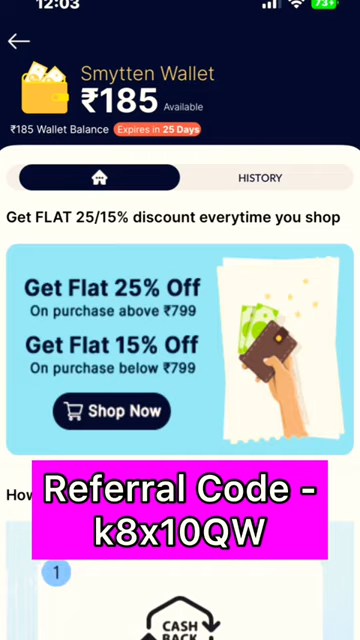 12:03
73+
Smytten Wallet
₹185 Available
₹185 Wallet Balance Expires in 25 Days
HISTORY
Get FLAT 25/15% discount everytime you shop
Get Flat 25% Off
On purchase above ₹799
Get Flat 15% Off
On purchase below ₹799
Shop Now
Referral Code -
k8x10QW
1
CASH
BACK